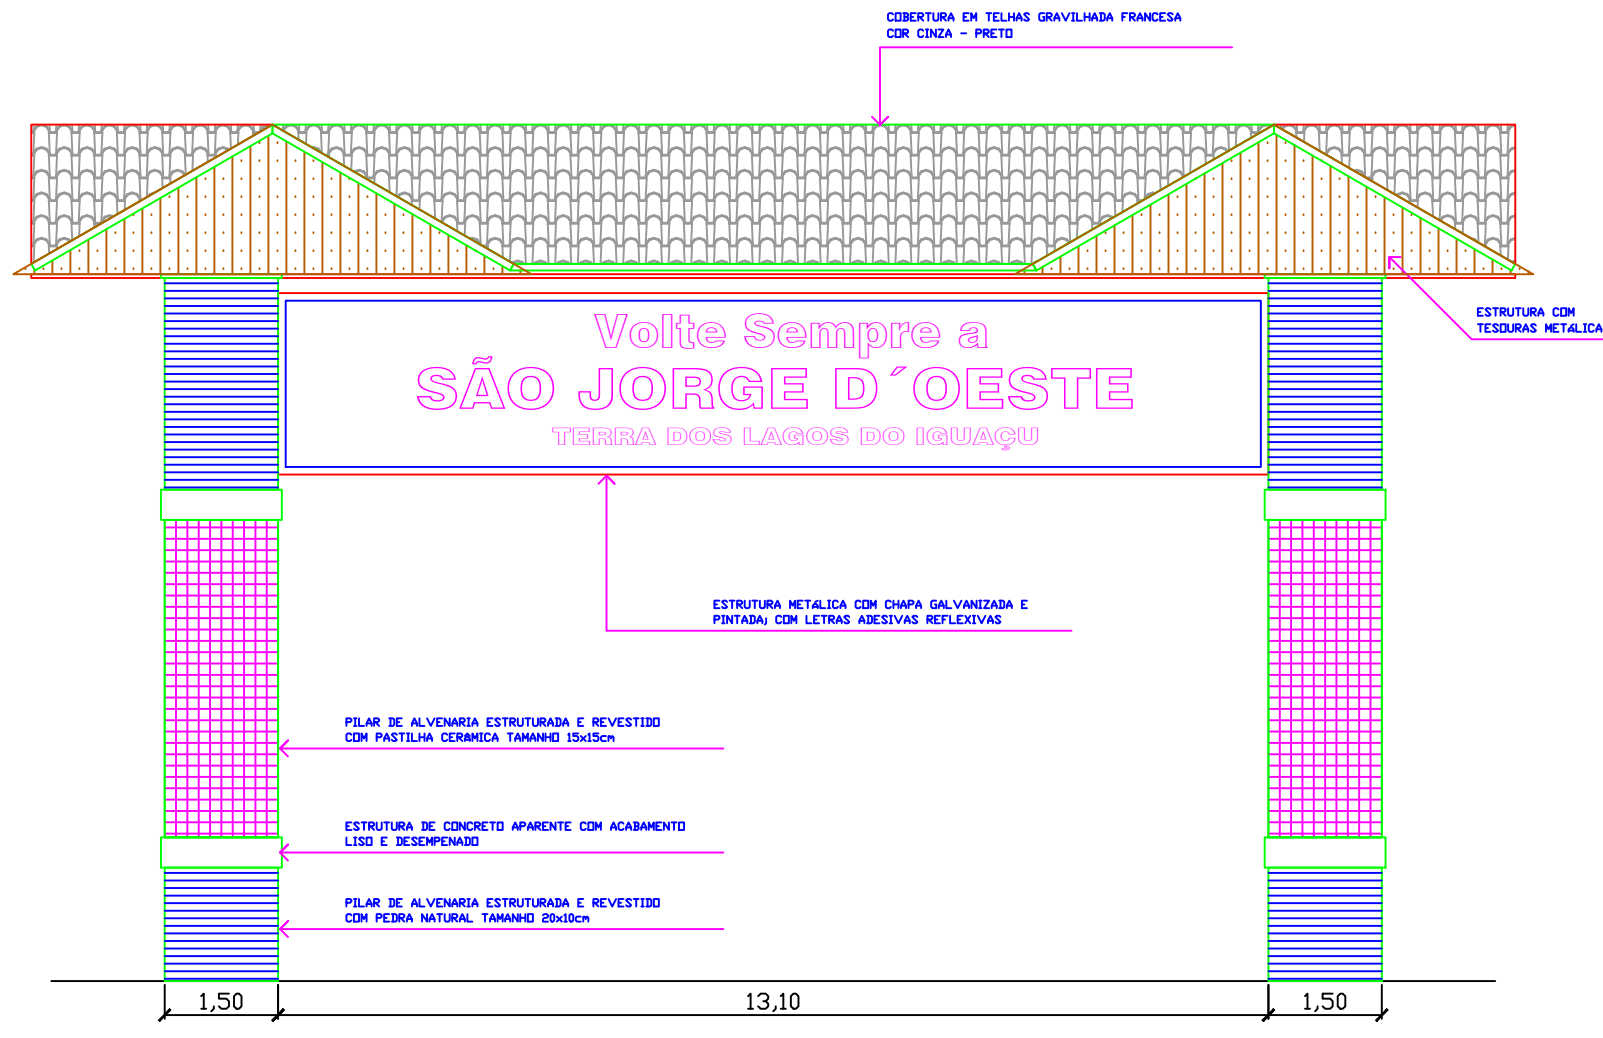 COBERTURA EM TELHAS GRAVILHADA FRANCESA
COR CINZA - PRETO
ESTRUTURA COM
TESOURAS METÁLICA
Volte Sempre a
SÃO JORGE D´OESTE
TERRA DOS LAGOS DO IGUAÇU
ESTRUTURA METÁLICA COM CHAPA GALVANIZADA E
PINTADA; COM LETRAS ADESIVAS REFLEXIVAS
PILAR DE ALVENARIA ESTRUTURADA E REVESTIDO
COM PASTILHA CERÂMICA TAMANHO 15x15cm
ESTRUTURA DE CONCRETO APARENTE COM ACABAMENTO
LISO E DESEMPENADO
PILAR DE ALVENARIA ESTRUTURADA E REVESTIDO
COM PEDRA NATURAL TAMANHO 20x10cm
1,50 13,10 1,50